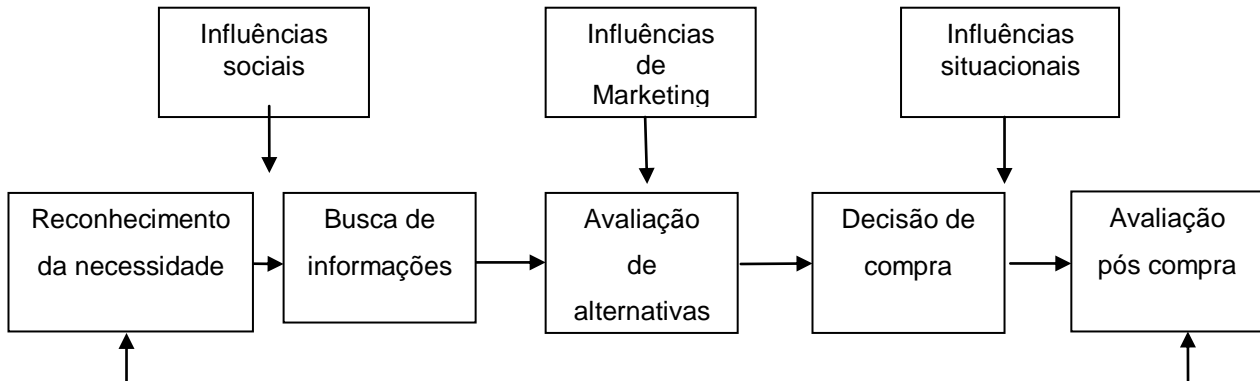 Influências
sociais
Influências
de
Marketing
Influências
situacionais
Reconhecimento
da necessidade
Busca de
informações
Avaliação
de
alternativas
Decisão de
compra
Avaliação
pós compra